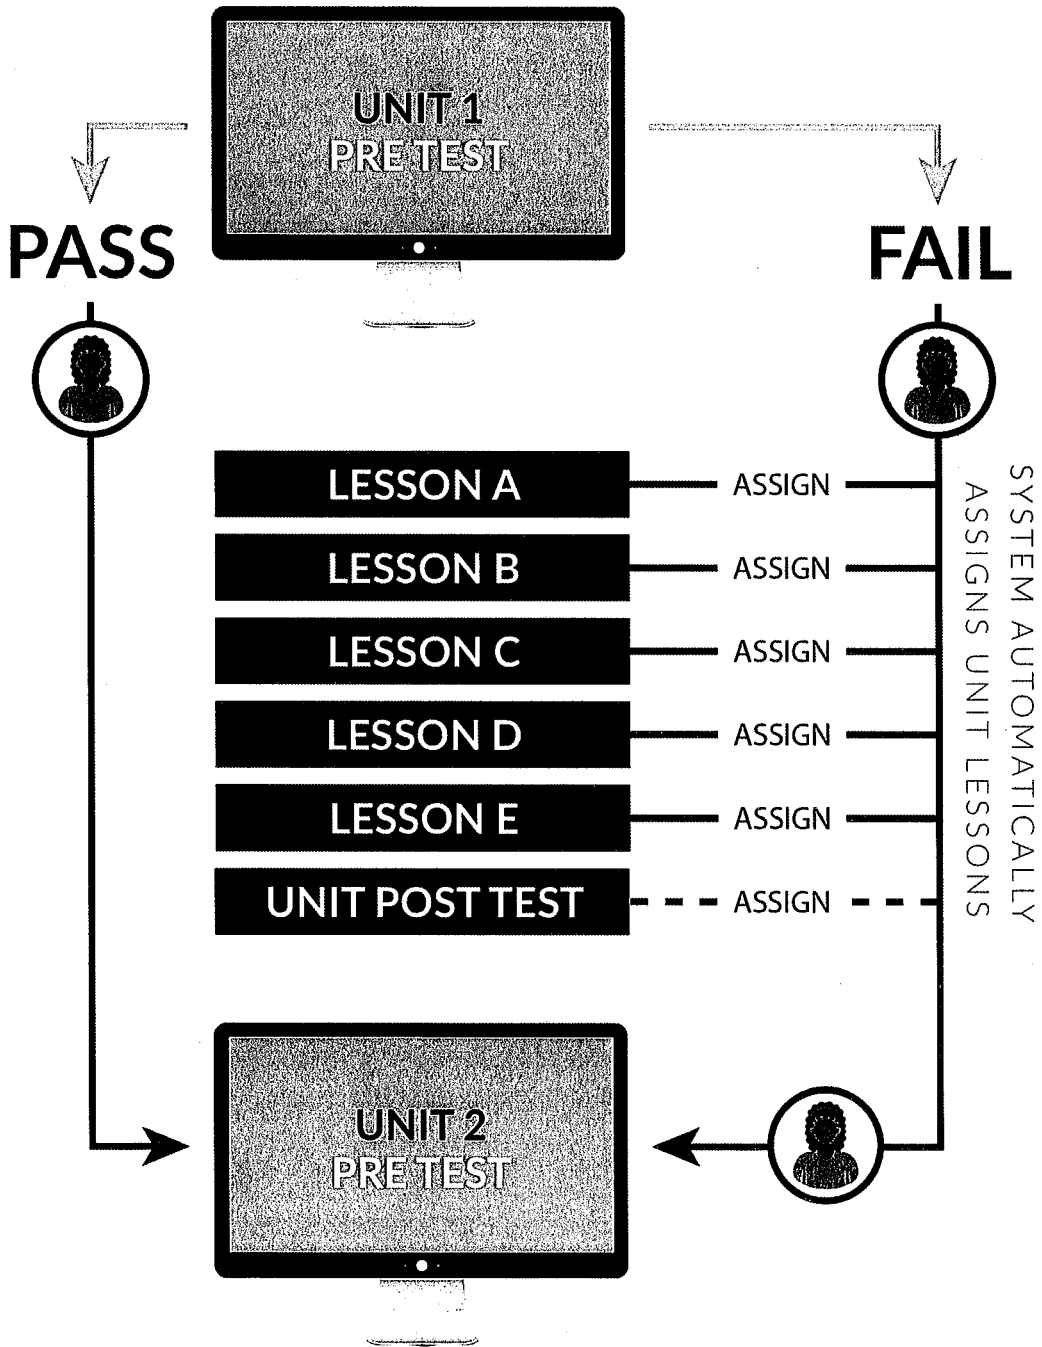 UNIT 1
PRE TEST
PASS
FAIL
LESSON A
ASSIGN
LESSON B
ASSIGN
LESSON C
ASSIGN
LESSON D
ASSIGN
LESSON E
ASSIGN
UNIT POST TEST
ASSIGN
SYSTEM AUTOMATICALLY
ASSIGNS UNIT LESSONS
UNIT 2
PRE TEST